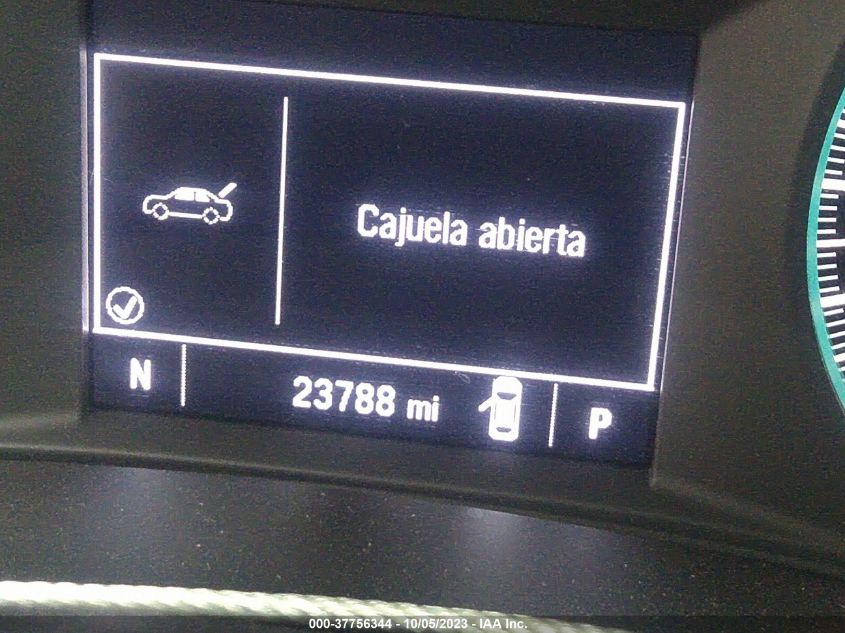 Cajuela abierta
N 23788 mi P
000-37756344 - 10/05/2023 - IAA Inc.